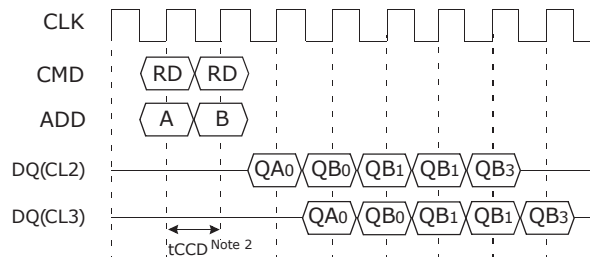 CLK
CMD RD RD
ADD A B
DQ(CL2) QA0 QB0 QB1 QB1 QB3
DQ(CL3) QA0 QB0 QB1 QB1 QB3
tCCD Note 2